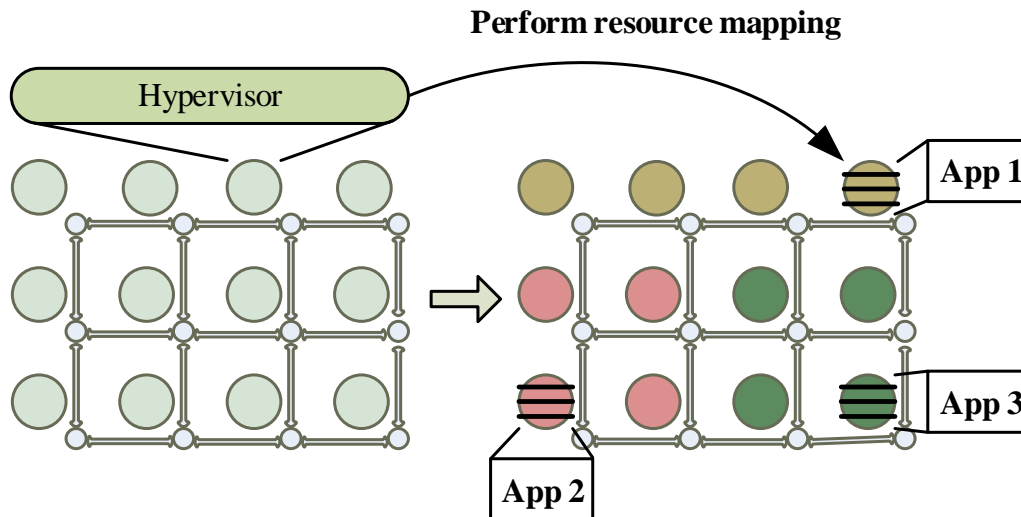 Perform resource mapping
Hypervisor
App 1
App 3
App 2